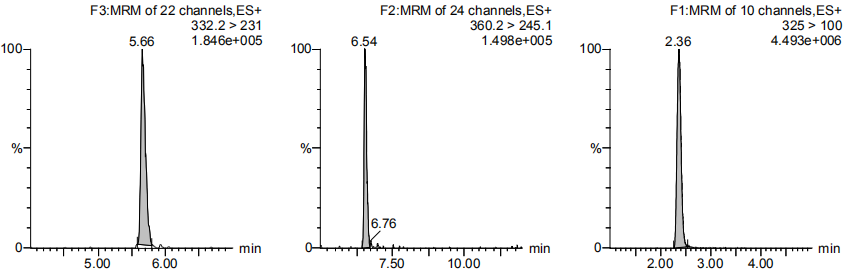 F3:MRM of 22 channels,ES+
332.2 > 231
1.846e+005
5.66
100
%
0
5.00
6.00
min
F2:MRM of 24 channels,ES+
360.2 > 245.1
1.498e+005
6.54
100
%
6.76
0
7.50
10.00
min
F1:MRM of 10 channels,ES+
325 > 100
4.493e+006
2.36
100
%
0
2.00
3.00
4.00
min